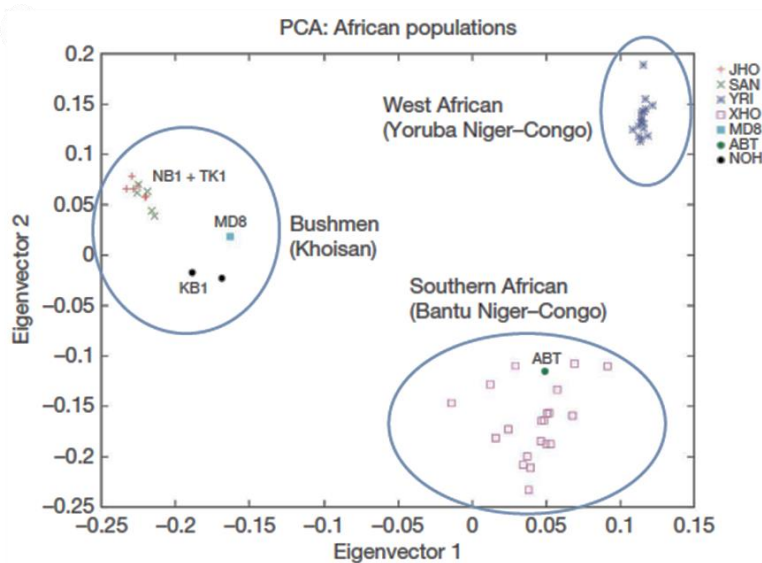 PCA: African populations
JHO
SAN
YRI
XHO
MD8
ABT
NOH
West African
(Yoruba Niger–Congo)
NB1 + TK1
MD8
Bushmen
(Khoisan)
KB1
Southern African
(Bantu Niger–Congo)
ABT
Eigenvector 2
0.2
0.15
0.1
0.05
0
−0.05
−0.1
−0.15
−0.2
−0.25
−0.25
−0.2
−0.15
−0.1
−0.05
0
0.05
0.1
0.15
Eigenvector 1